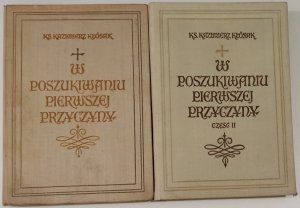 KS. KAZIMIERZ KŁÓSAK
W
POSZUKIWANIU
PIERWSZEJ
PRZYCZYNY
KS. KAZIMIERZ KŁÓSAK
W
POSZUKIWANIU
PIERWSZEJ
PRZYCZYNY
CZĘŚĆ II